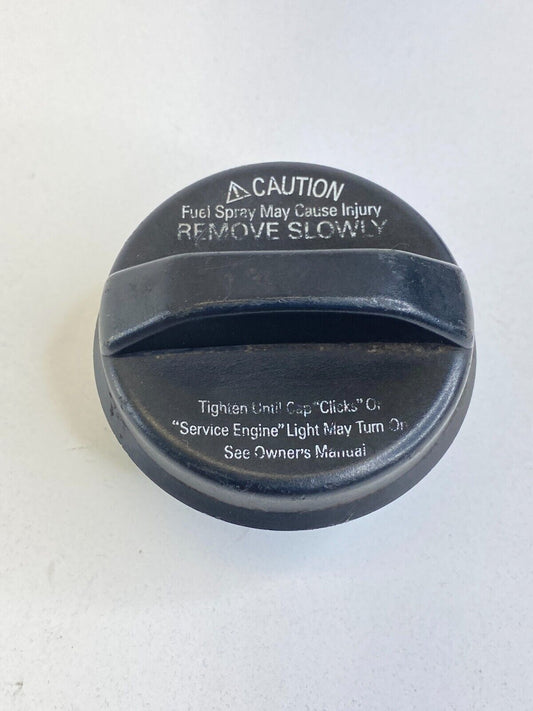 ⚠CAUTION
Fuel Spray May Cause Injury
REMOVE SLOWLY
Tighten Until Cap "Clicks" Or
"Service Engine" Light May Turn On
See Owner's Manual